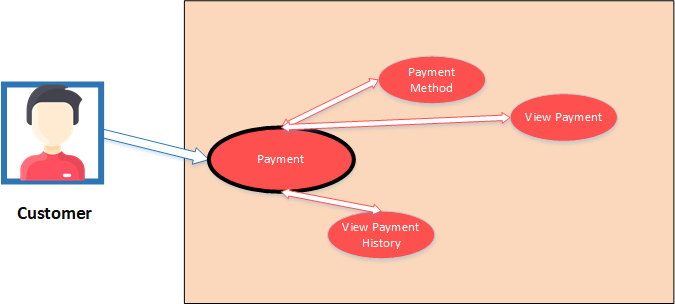 Payment
Method
View Payment
Payment
Customer
View Payment
History